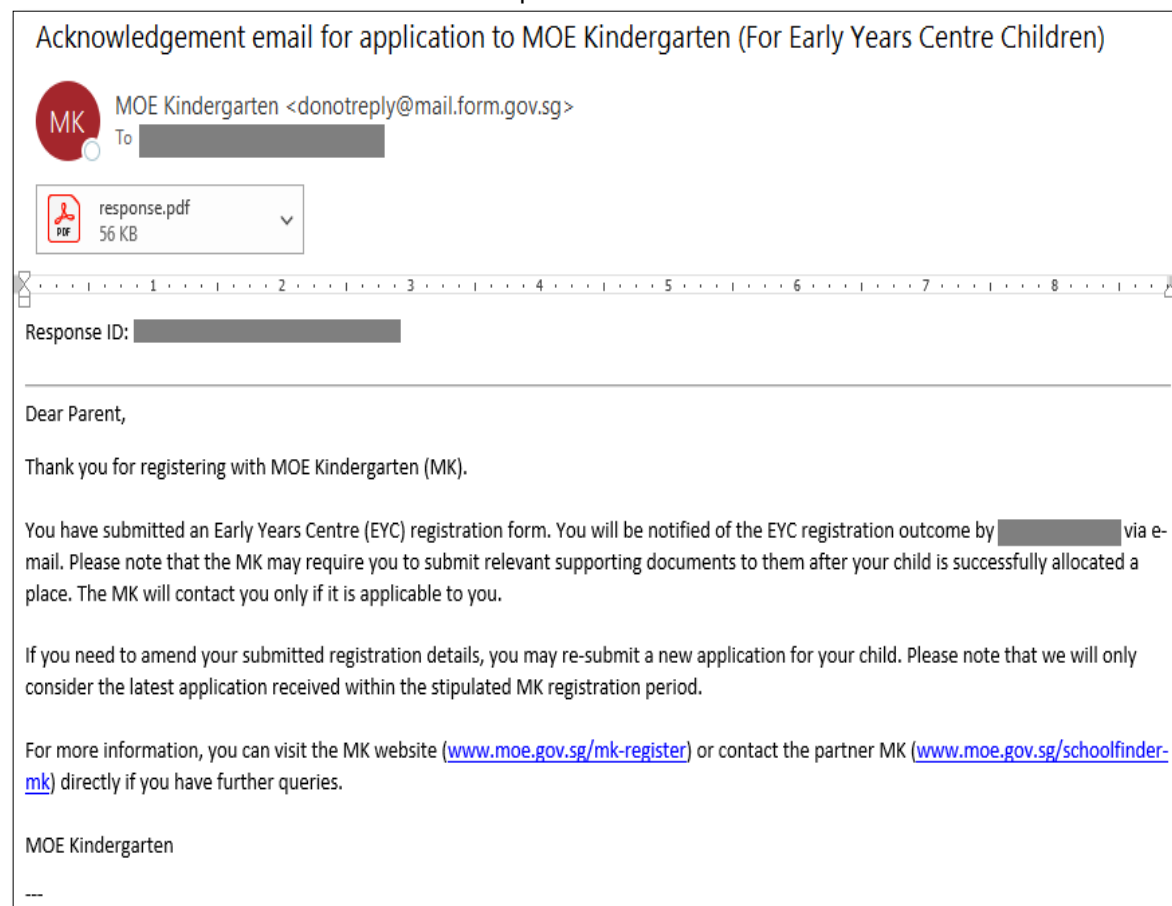 Acknowledgement email for application to MOE Kindergarten (For Early Years Centre Children)
MK
MOE Kindergarten <donotreply@mail.form.gov.sg>
To
PDF
response.pdf
56 KB
1 2 3 4 5 6 7 8
Response ID:
Dear Parent,
Thank you for registering with MOE Kindergarten (MK).
You have submitted an Early Years Centre (EYC) registration form. You will be notified of the EYC registration outcome by via e-
mail. Please note that the MK may require you to submit relevant supporting documents to them after your child is successfully allocated a
place. The MK will contact you only if it is applicable to you.
If you need to amend your submitted registration details, you may re-submit a new application for your child. Please note that we will only
consider the latest application received within the stipulated MK registration period.
For more information, you can visit the MK website (www.moe.gov.sg/mk-register) or contact the partner MK (www.moe.gov.sg/schoolfinder-
mk) directly if you have further queries.
MOE Kindergarten
---